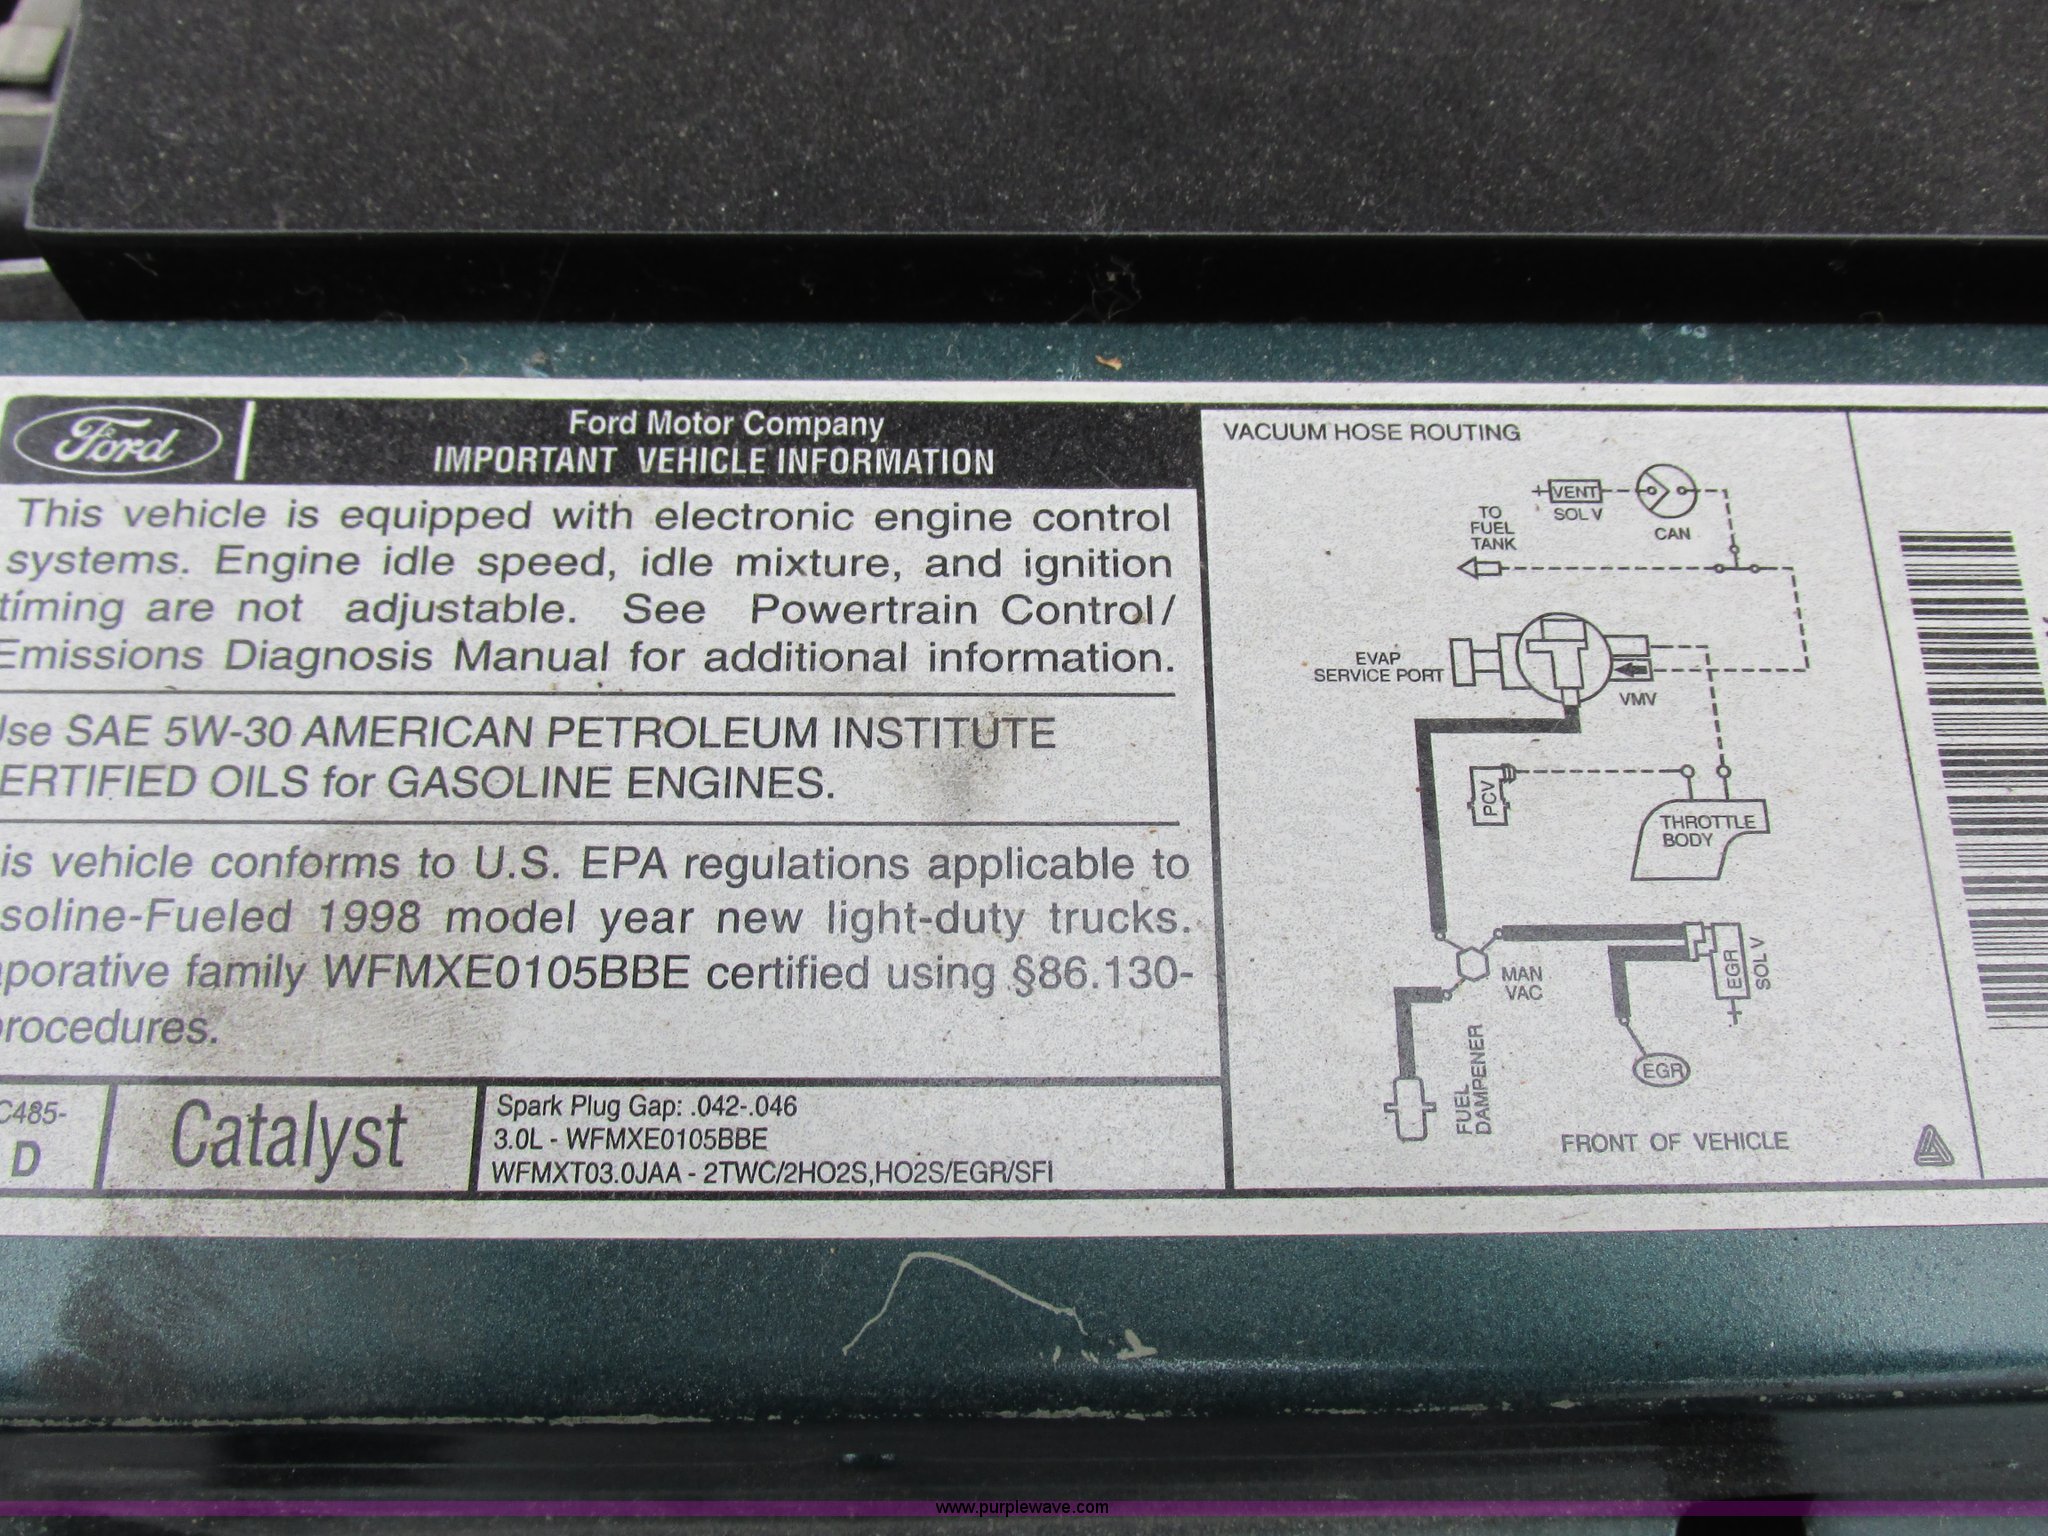 Ford
Ford Motor Company
IMPORTANT VEHICLE INFORMATION
This vehicle is equipped with electronic engine control
systems. Engine idle speed, idle mixture, and ignition
timing are not adjustable. See Powertrain Control/
Emissions Diagnosis Manual for additional information.
Use SAE 5W-30 AMERICAN PETROLEUM INSTITUTE
ERTIFIED OILS for GASOLINE ENGINES.
is vehicle conforms to U.S. EPA regulations applicable to
soline-Fueled 1998 model year new light-duty trucks.
aporative family WFMXE0105BBE certified using §86.130-
procedures.
C485-
D
Catalyst
Spark Plug Gap: .042-.046
3.0L - WFMXE0105BBE
WFMXT03.0JAA - 2TWC/2HO2S,HO2S/EGR/SFI
VACUUM HOSE ROUTING
VENT
SOL V
CAN
TO
FUEL
TANK
EVAP
SERVICE PORT
VMV
PCV
THROTTLE
BODY
MAN
VAC
EGR
SOL V
EGR
FUEL
DAMPENER
FRONT OF VEHICLE
www.purplewave.com